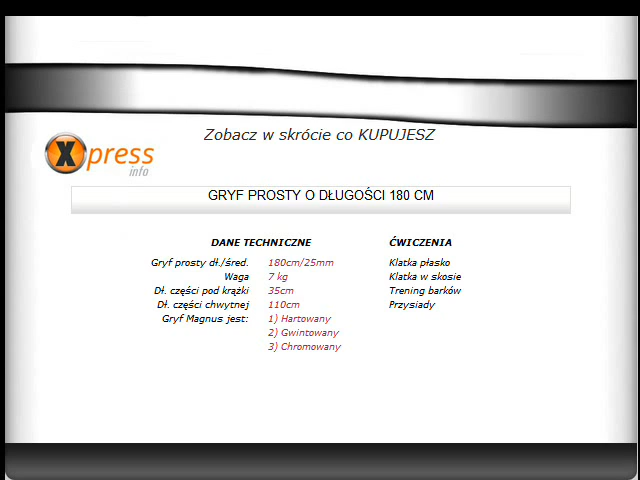 Zobacz w skrócie co KUPUJESZ
Xpress
info
GRYF PROSTY O DŁUGOŚCI 180 CM
DANE TECHNICZNE
Gryf prosty dł./śred. 180cm/25mm
Waga 7 kg
Dł. części pod krążki 35cm
Dł. części chwytnej 110cm
Gryf Magnus jest: 1) Hartowany
2) Gwintowany
3) Chromowany
ĆWICZENIA
Klatka płasko
Klatka w skosie
Trening barków
Przysiady